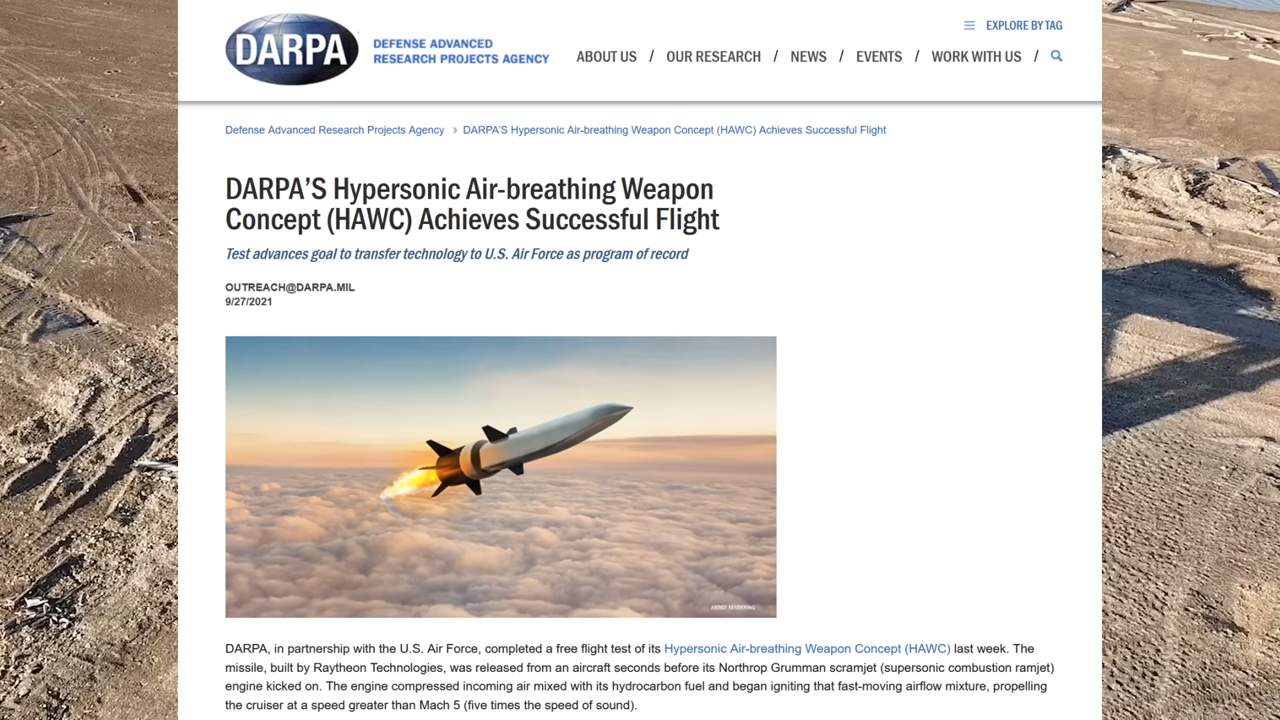 DARPA
DEFENSE ADVANCED
RESEARCH PROJECTS AGENCY
EXPLORE BY TAG
ABOUT US / OUR RESEARCH / NEWS / EVENTS / WORK WITH US /
Defense Advanced Research Projects Agency > DARPA'S Hypersonic Air-breathing Weapon Concept (HAWC) Achieves Successful Flight
DARPA’S Hypersonic Air-breathing Weapon
Concept (HAWC) Achieves Successful Flight
Test advances goal to transfer technology to U.S. Air Force as program of record
OUTREACH@DARPA.MIL
9/27/2021
ARTIST RENDERING
DARPA, in partnership with the U.S. Air Force, completed a free flight test of its Hypersonic Air-breathing Weapon Concept (HAWC) last week. The
missile, built by Raytheon Technologies, was released from an aircraft seconds before its Northrop Grumman scramjet (supersonic combustion ramjet)
engine kicked on. The engine compressed incoming air mixed with its hydrocarbon fuel and began igniting that fast-moving airflow mixture, propelling
the cruiser at a speed greater than Mach 5 (five times the speed of sound).